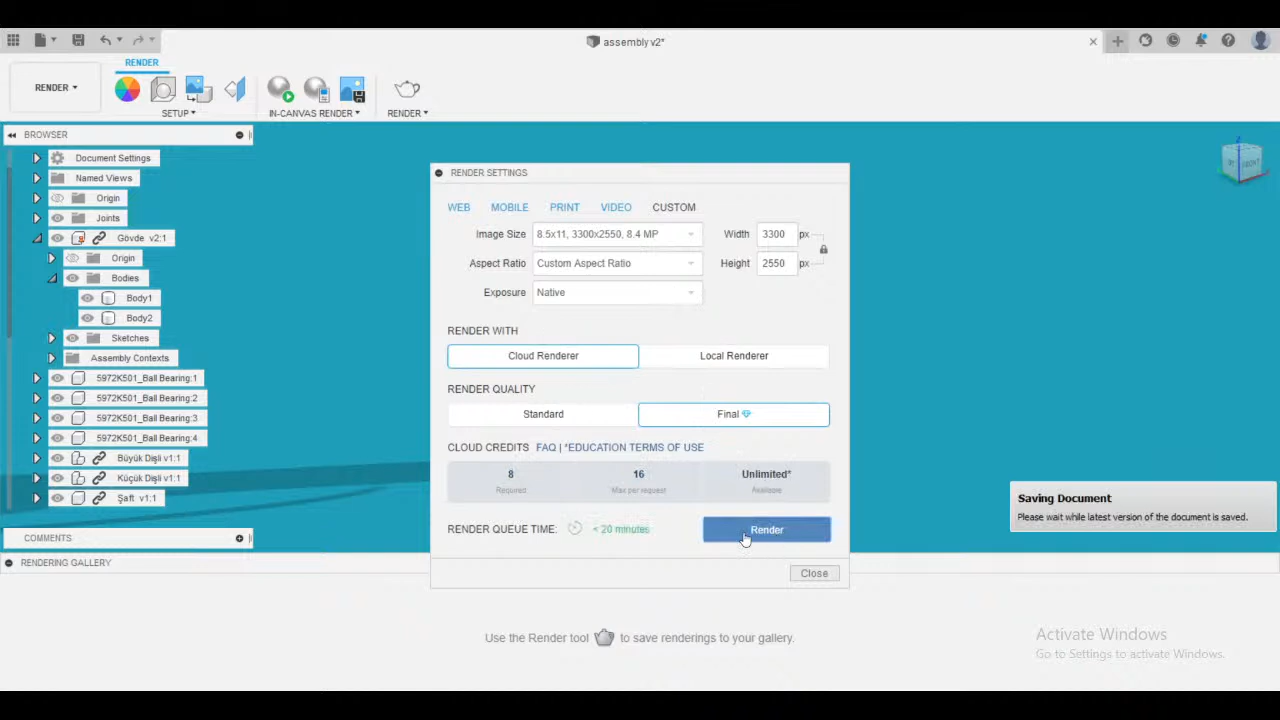 assembly v2*
RENDER
RENDER
SETUP
IN-CANVAS RENDER
RENDER
BROWSER
Document Settings
Named Views
Origin
Joints
Gövde v2:1
Origin
Bodies
Body1
Body2
Sketches
Assembly Contexts
5972K501_Ball Bearing:1
5972K501_Ball Bearing:2
5972K501_Ball Bearing:3
5972K501_Ball Bearing:4
Büyük Dişli v1:1
Küçük Dişli v1:1
Şaft v1:1
COMMENTS
RENDERING GALLERY
RENDER SETTINGS
WEB MOBILE PRINT VIDEO CUSTOM
Image Size 8.5x11, 3300x2550, 8.4 MP Width 3300 px
Aspect Ratio Custom Aspect Ratio Height 2550 px
Exposure Native
RENDER WITH
Cloud Renderer Local Renderer
RENDER QUALITY
Standard Final
CLOUD CREDITS FAQ | *EDUCATION TERMS OF USE
8 16 Unlimited*
Required Max per request Available
RENDER QUEUE TIME: < 20 minutes Render
Close
Use the Render tool to save renderings to your gallery.
FRONT
Z
Saving Document
Please wait while latest version of the document is saved.
Activate Windows
Go to Settings to activate Windows.